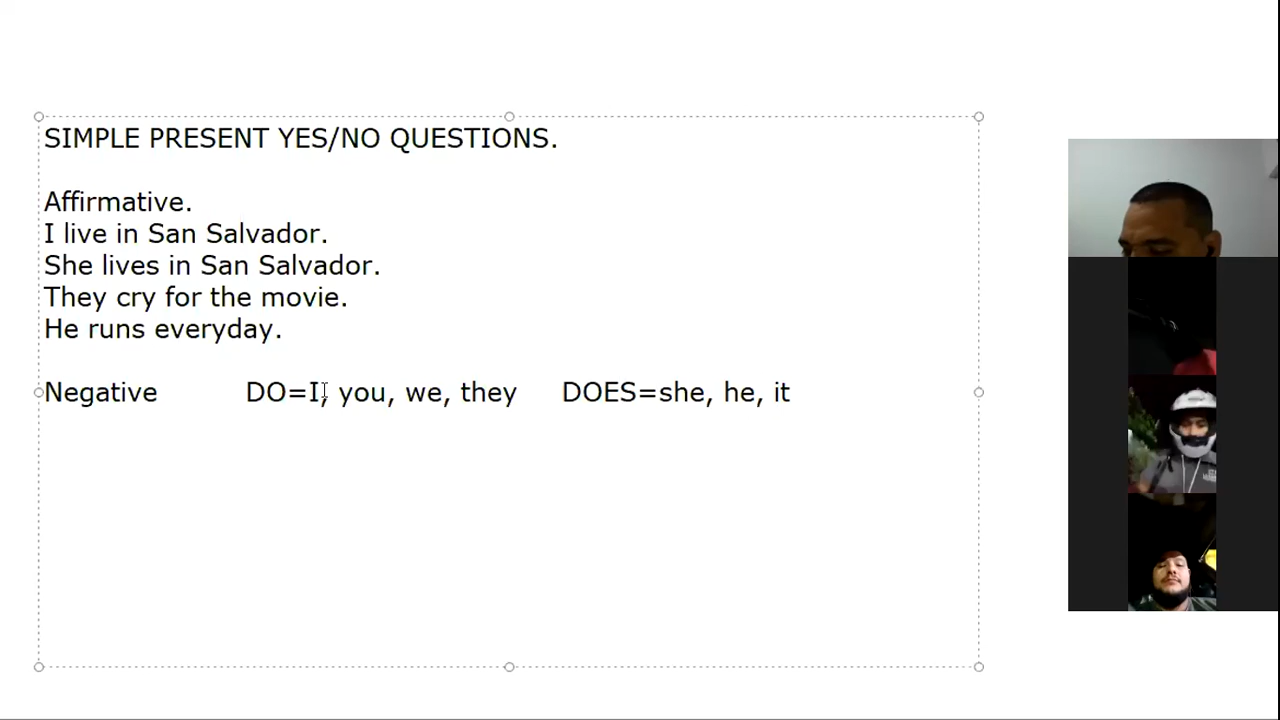 SIMPLE PRESENT YES/NO QUESTIONS.
Affirmative.
I live in San Salvador.
She lives in San Salvador.
They cry for the movie.
He runs everyday.
Negative DO=I, you, we, they DOES=she, he, it